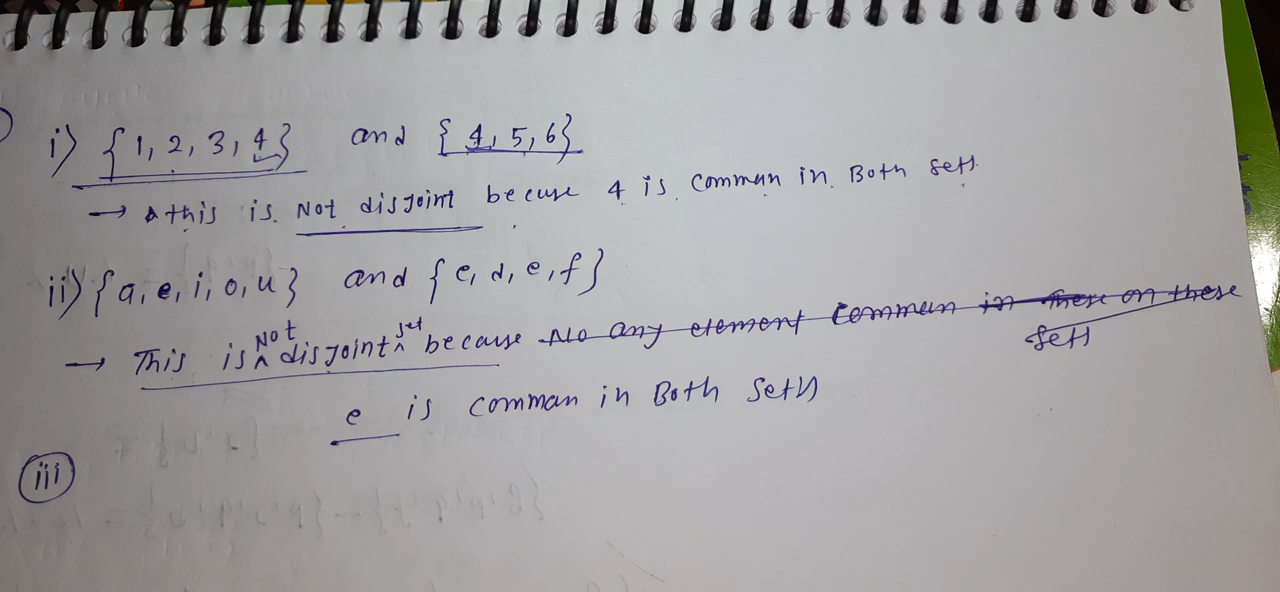 i) {1, 2, 3, 4} and {4, 5, 6}
→ this is Not disjoint becuse 4 is comman in Both sets
ii) {a, e, i, o, u} and {c, d, e, f}
→ This is Not disjoint set because No any element comman in there on these sets
e is comman in Both sets
iii